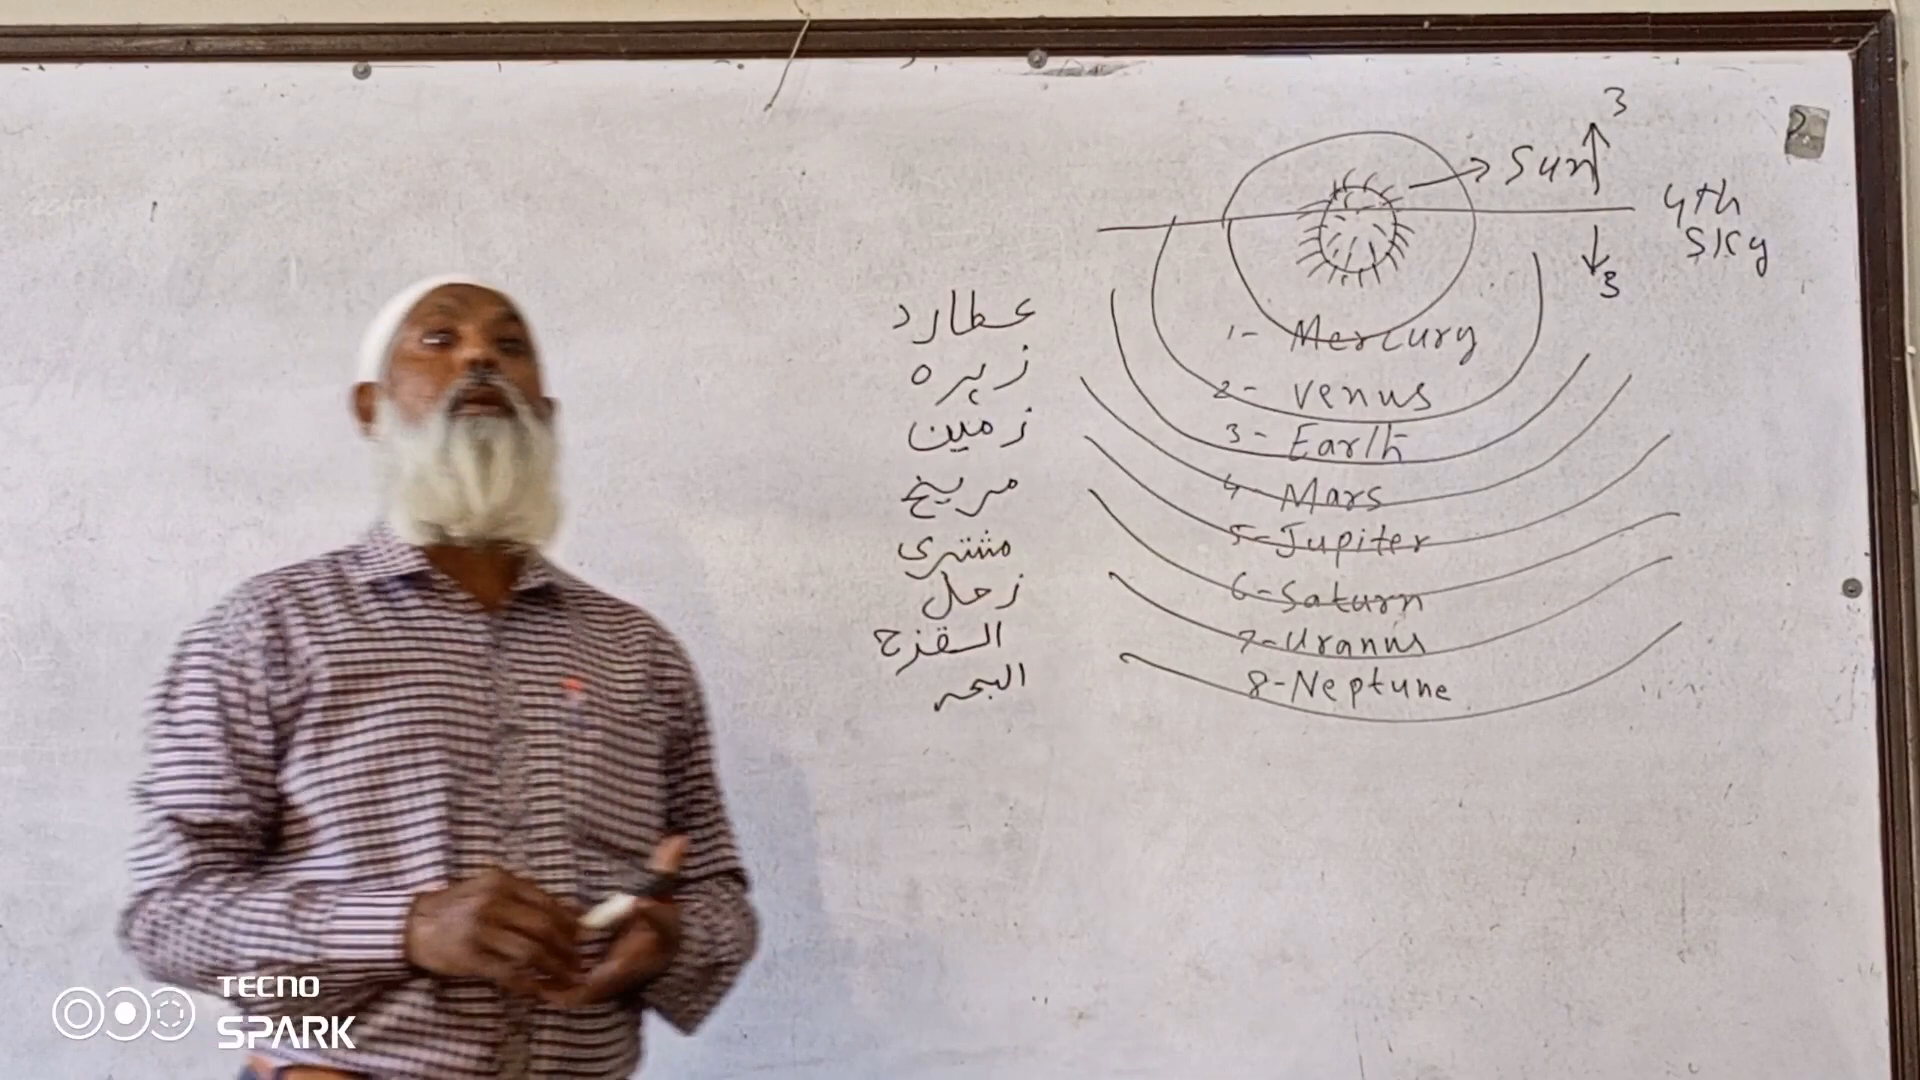 3
Sun
4th
Sky
3
عطارد
1- Mercury
زہرہ
2- Venus
زمین
3- Earth
مریخ
4- Mars
مشتری
5- Jupiter
زحل
6- Saturn
القزح
7- Uranus
8- Neptune
TECNO
SPARK